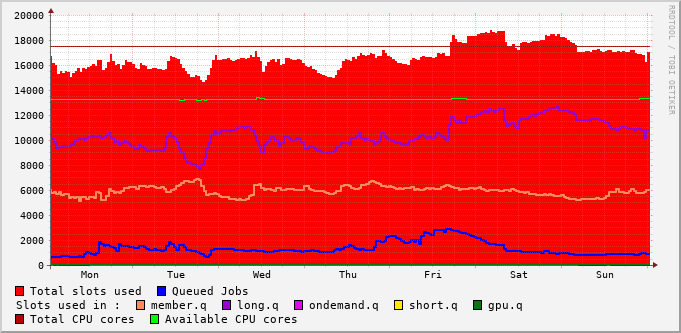 20000
18000
16000
14000
12000
10000
8000
6000
4000
2000
0
Mon Tue Wed Thu Fri Sat Sun
RRDTOOL / TOBI OETIKER
Total slots used Queued Jobs
Slots used in : member.q long.q ondemand.q short.q gpu.q
Total CPU cores Available CPU cores